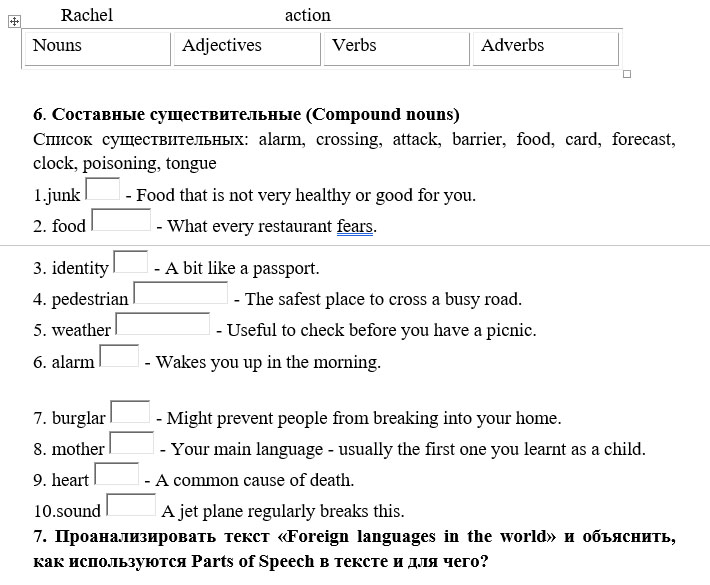 Rachel action
Nouns Adjectives Verbs Adverbs
6. Составные существительные (Compound nouns)
Список существительных: alarm, crossing, attack, barrier, food, card, forecast,
clock, poisoning, tongue
1.junk - Food that is not very healthy or good for you.
2. food - What every restaurant fears.
3. identity - A bit like a passport.
4. pedestrian - The safest place to cross a busy road.
5. weather - Useful to check before you have a picnic.
6. alarm - Wakes you up in the morning.
7. burglar - Might prevent people from breaking into your home.
8. mother - Your main language - usually the first one you learnt as a child.
9. heart - A common cause of death.
10.sound A jet plane regularly breaks this.
7. Проанализировать текст «Foreign languages in the world» и объяснить,
как используются Parts of Speech в тексте и для чего?